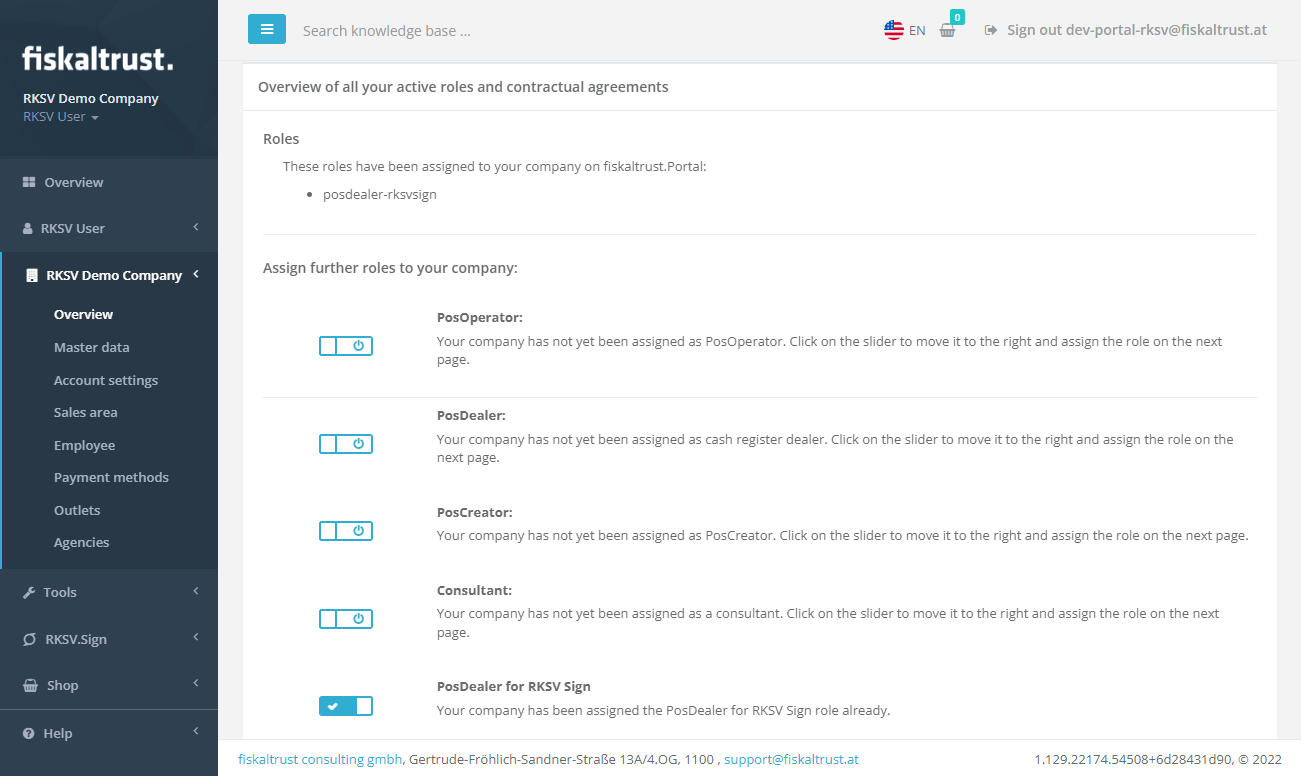 fiskaltrust.
RKSV Demo Company
RKSV User
Overview
RKSV User
RKSV Demo Company
Overview
Master data
Account settings
Sales area
Employee
Payment methods
Outlets
Agencies
Tools
RKSV.Sign
Shop
Help
Search knowledge base ...
EN
0
Sign out dev-portal-rksv@fiskaltrust.at
Overview of all your active roles and contractual agreements
Roles
These roles have been assigned to your company on fiskaltrust.Portal:
• posdealer-rksvsign
Assign further roles to your company:
PosOperator:
Your company has not yet been assigned as PosOperator. Click on the slider to move it to the right and assign the role on the next
page.
PosDealer:
Your company has not yet been assigned as cash register dealer. Click on the slider to move it to the right and assign the role on the
next page.
PosCreator:
Your company has not yet been assigned as PosCreator. Click on the slider to move it to the right and assign the role on the next page.
Consultant:
Your company has not yet been assigned as a consultant. Click on the slider to move it to the right and assign the role on the next
page.
PosDealer for RKSV Sign
Your company has been assigned the PosDealer for RKSV Sign role already.
fiskaltrust consulting gmbh, Gertrude-Fröhlich-Sandner-Straße 13A/4.OG, 1100 , support@fiskaltrust.at
1.129.22174.54508+6d28431d90, © 2022